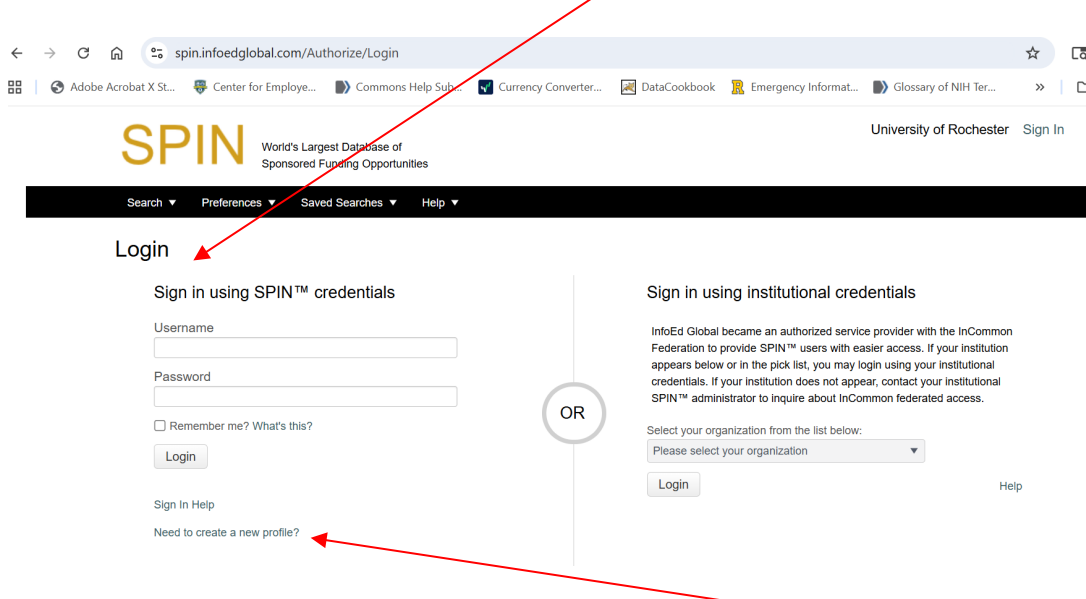 spin.infoedglobal.com/Authorize/Login
Adobe Acrobat X St... Center for Employe... Commons Help Sub... Currency Converter... DataCookbook Emergency Informat... Glossary of NIH Ter... »
University of Rochester Sign In
SPIN World's Largest Database of
Sponsored Funding Opportunities
Search ▼ Preferences ▼ Saved Searches ▼ Help ▼
Login
Sign in using SPIN™ credentials
Username
Password
Remember me? What's this?
Login
Sign In Help
Need to create a new profile?
OR
Sign in using institutional credentials
InfoEd Global became an authorized service provider with the InCommon
Federation to provide SPIN™ users with easier access. If your institution
appears below or in the pick list, you may login using your institutional
credentials. If your institution does not appear, contact your institutional
SPIN™ administrator to inquire about InCommon federated access.
Select your organization from the list below:
Please select your organization ▼
Login
Help